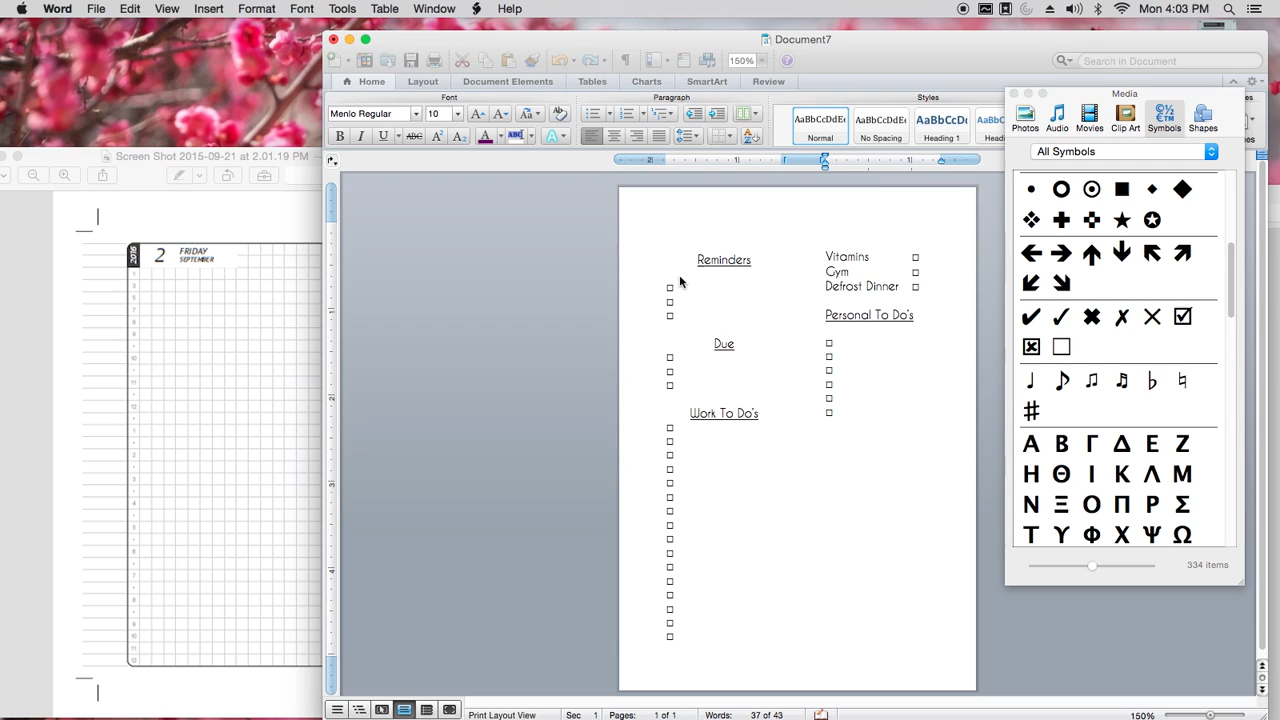 Word File Edit View Insert Format Font Tools Table Window Help
Mon 4:03 PM
Document7
150%
Search in Document
Home Layout Document Elements Tables Charts SmartArt Review
Font Paragraph Styles
Menlo Regular 10
AaBbCcDdEe AaBbCcDdEe AaBbCcDdEe
Normal No Spacing Heading 1
Media
Photos Audio Movies Clip Art Symbols Shapes
All Symbols
Α Β Γ Δ Ε Ζ
Η Θ Ι Κ Λ Μ
Ν Ξ Ο Π Ρ Σ
Τ Υ Φ Χ Ψ Ω
334 items
Screen Shot 2015-09-21 at 2.01.19 PM
2016
2 FRIDAY
SEPTEMBER
Reminders
Due
Work To Do's
Vitamins
Gym
Defrost Dinner
Personal To Do's
Print Layout View Sec 1 Pages: 1 of 1 Words: 37 of 43 150%